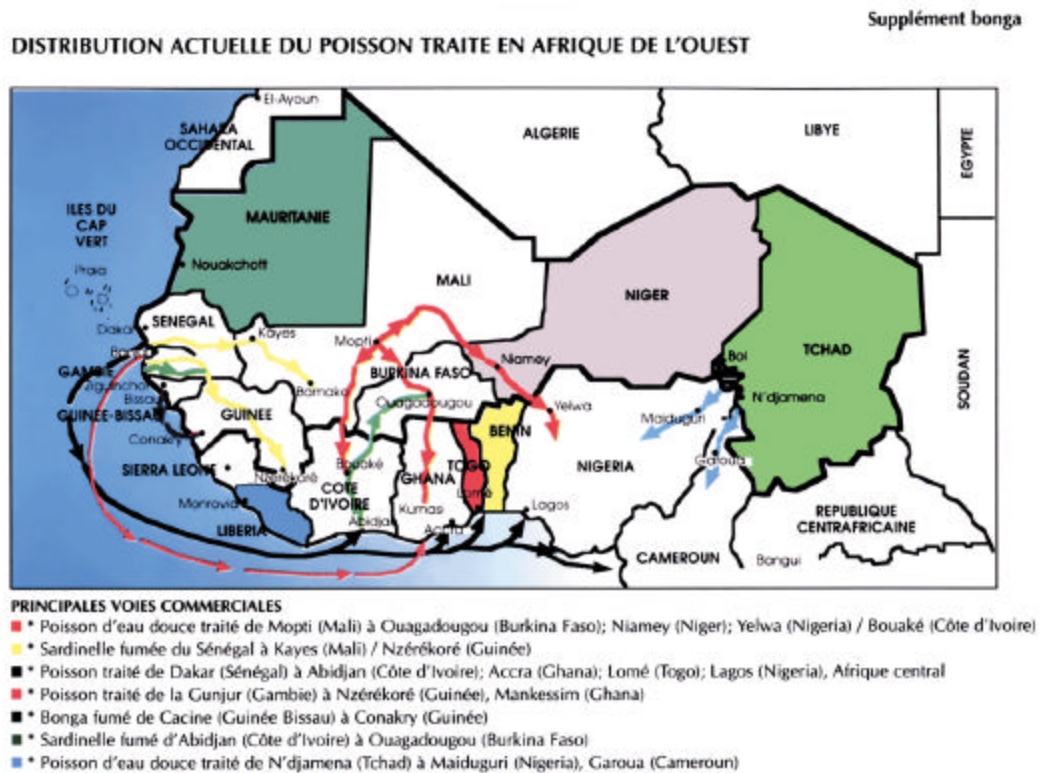 Supplément bonga
DISTRIBUTION ACTUELLE DU POISSON TRAITE EN AFRIQUE DE L'OUEST
El-Ayoun
SAHARA
OCCIDENTAL
ALGERIE
LIBYE
EGYPTE
ILES DU
CAP
VERT
Praia
MAURITANIE
Nouakchott
MALI
NIGER
TCHAD
SOUDAN
Dakar
SENEGAL
Kayes
Mopti
Niamey
Bol
GAMBIE
Ziguinchor
Bissau
Bamako
BURKINA FASO
Ouagadougou
Yelwa
Maiduguri
N'djamena
GUINEE-BISSAU
GUINEE
Conakry
BENIN
SIERRA LEONE
Nzérékoré
Bouaké
GHANA
TOGO
NIGERIA
Garoua
COTE
D'IVOIRE
Monrovia
LIBERIA
Abidjan
Kumas
Accra
Lomé
Lagos
REPUBLIQUE
CENTRAFRICAINE
CAMEROUN
Bangui
PRINCIPALES VOIES COMMERCIALES
* Poisson d'eau douce traité de Mopti (Mali) à Ouagadougou (Burkina Faso); Niamey (Niger); Yelwa (Nigeria) / Bouaké (Côte d'Ivoire)
* Sardinelle fumée du Sénégal à Kayes (Mali) / Nzérékoré (Guinée)
* Poisson traité de Dakar (Sénégal) à Abidjan (Côte d'Ivoire); Accra (Ghana); Lomé (Togo); Lagos (Nigeria), Afrique central
* Poisson traité de la Gunjur (Gambie) à Nzérékoré (Guinée), Mankessim (Ghana)
* Bonga fumé de Cacine (Guinée Bissau) à Conakry (Guinée)
* Sardinelle fumé d'Abidjan (Côte d'Ivoire) à Ouagadougou (Burkina Faso)
* Poisson d'eau douce traité de N'djamena (Tchad) à Maiduguri (Nigeria), Garoua (Cameroun)